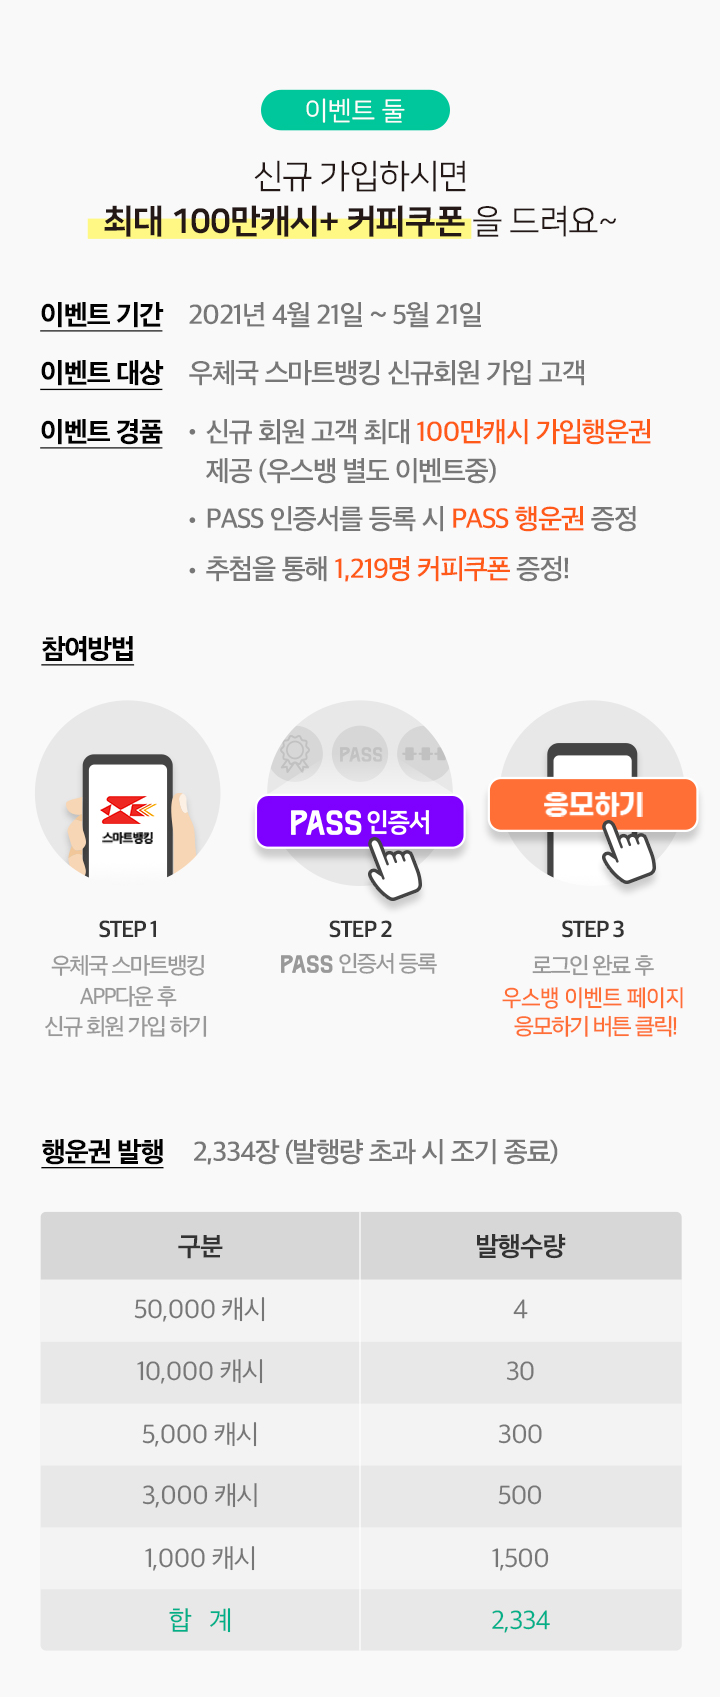 이벤트 둘
신규 가입하시면
최대 100만캐시+ 커피쿠폰을 드려요~
이벤트 기간 2021년 4월 21일 ~ 5월 21일
이벤트 대상 우체국 스마트뱅킹 신규회원 가입 고객
이벤트 경품 • 신규 회원 고객 최대 100만캐시 가입행운권
제공 (우스뱅 별도 이벤트중)
• PASS 인증서를 등록 시 PASS 행운권 증정
• 추첨을 통해 1,219명 커피쿠폰 증정!
참여방법
스마트뱅킹
PASS
PASS 인증서
응모하기
STEP 1
우체국 스마트뱅킹
APP다운 후
신규 회원 가입 하기
STEP 2
PASS 인증서 등록
STEP 3
로그인 완료 후
우스뱅 이벤트 페이지
응모하기 버튼 클릭!
행운권 발행 2,334장 (발행량 초과 시 조기 종료)
구분 발행수량
50,000 캐시 4
10,000 캐시 30
5,000 캐시 300
3,000 캐시 500
1,000 캐시 1,500
합 계 2,334